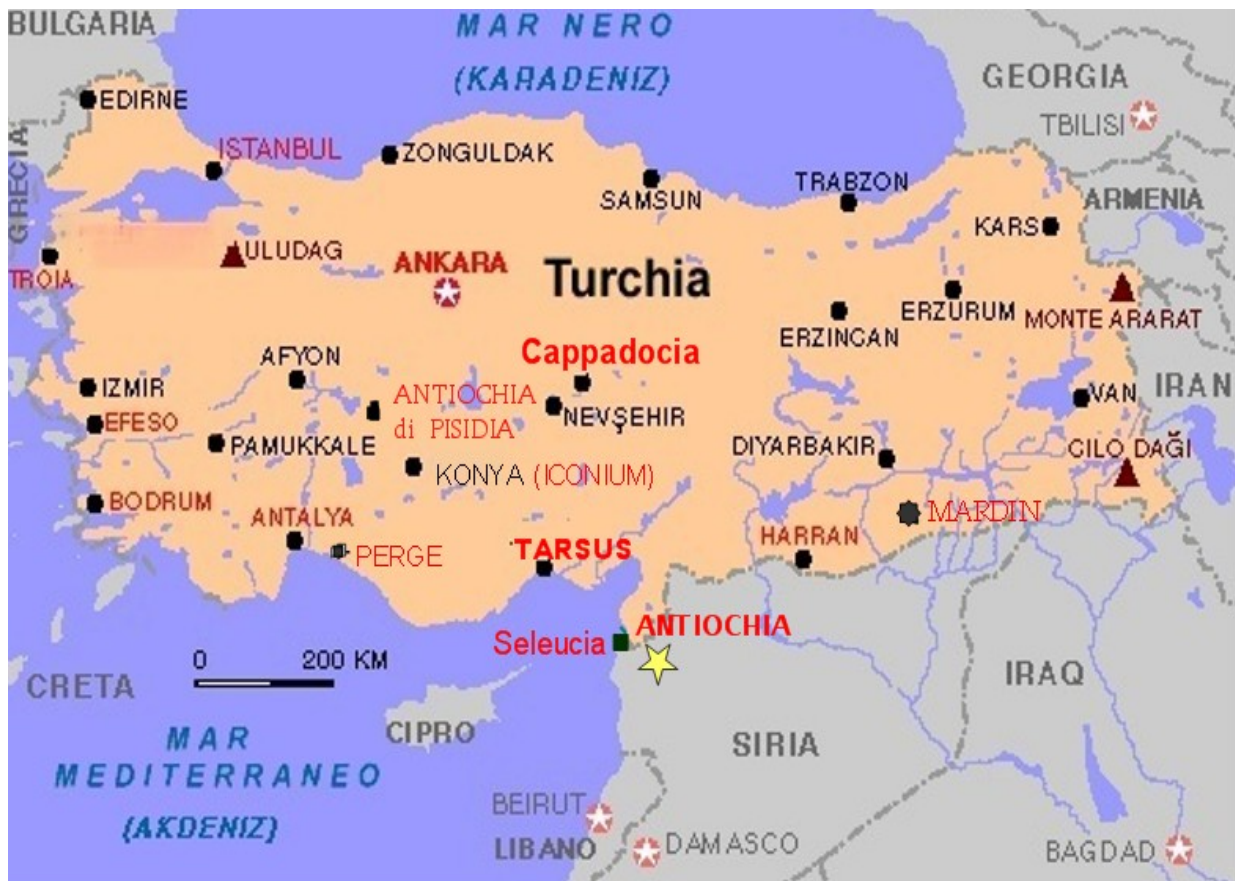 BULGARIA
MAR NERO
(KARADENIZ)
GEORGIA
TBILISI
EDIRNE
ISTANBUL
ZONGULDAK
SAMSUN
TRABZON
ARMENIA
KARS
GRECIA
TROIA
ULUDAG
ANKARA
Turchia
ERZINCAN
ERZURUM
MONTE ARARAT
AFYON
Cappadocia
IZMIR
ANTIOCHIA
di PISIDIA
NEVŞEHIR
VAN
IRAN
EFESO
PAMUKKALE
DIYARBAKIR
CILO DAĞI
KONYA (ICONIUM)
BODRUM
ANTALYA
MARDIN
PERGE
TARSUS
HARRAN
Seleucia
ANTIOCHIA
0 200 KM
CRETA
CIPRO
SIRIA
IRAQ
MAR
MEDITERRANEO
(AKDENIZ)
BEIRUT
LIBANO
DAMASCO
BAGDAD